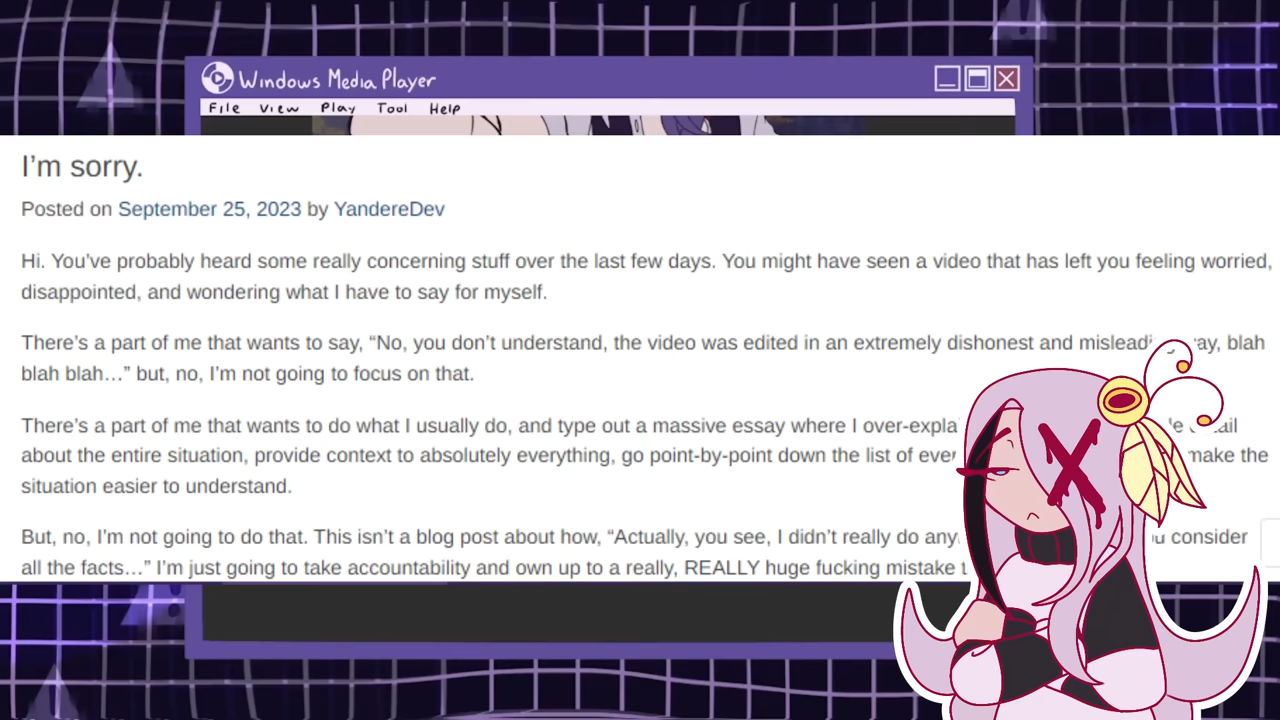 Windows Media Player
File View Play Tool Help
I'm sorry.
Posted on September 25, 2023 by YandereDev
Hi. You've probably heard some really concerning stuff over the last few days. You might have seen a video that has left you feeling worried,
disappointed, and wondering what I have to say for myself.
There's a part of me that wants to say, “No, you don't understand, the video was edited in an extremely dishonest and blah
blah blah…” but, no, I'm not going to focus on that.
There's a part of me that wants to do what I usually do, and type out a massive essay where I
about the entire situation, provide context to absolutely everything, go point-by-point down the list of make the
situation easier to understand.
But, no, I'm not going to do that. This isn't a blog post about how, “Actually, you see, I didn't really do consider
all the facts…” I'm just going to take accountability and own up to a really, REALLY huge fucking mistake